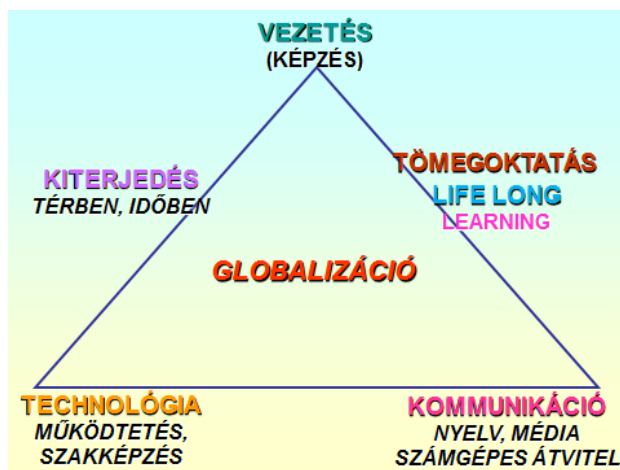 VEZETÉS
(KÉPZÉS)
TÖMEGOKTATÁS
LIFE LONG
LEARNING
KITERJEDÉS
TÉRBEN, IDŐBEN
GLOBALIZÁCIÓ
TECHNOLÓGIA
MŰKÖDTETÉS,
SZAKKÉPZÉS
KOMMUNIKÁCIÓ
NYELV, MÉDIA
SZÁMGÉPES ÁTVITEL